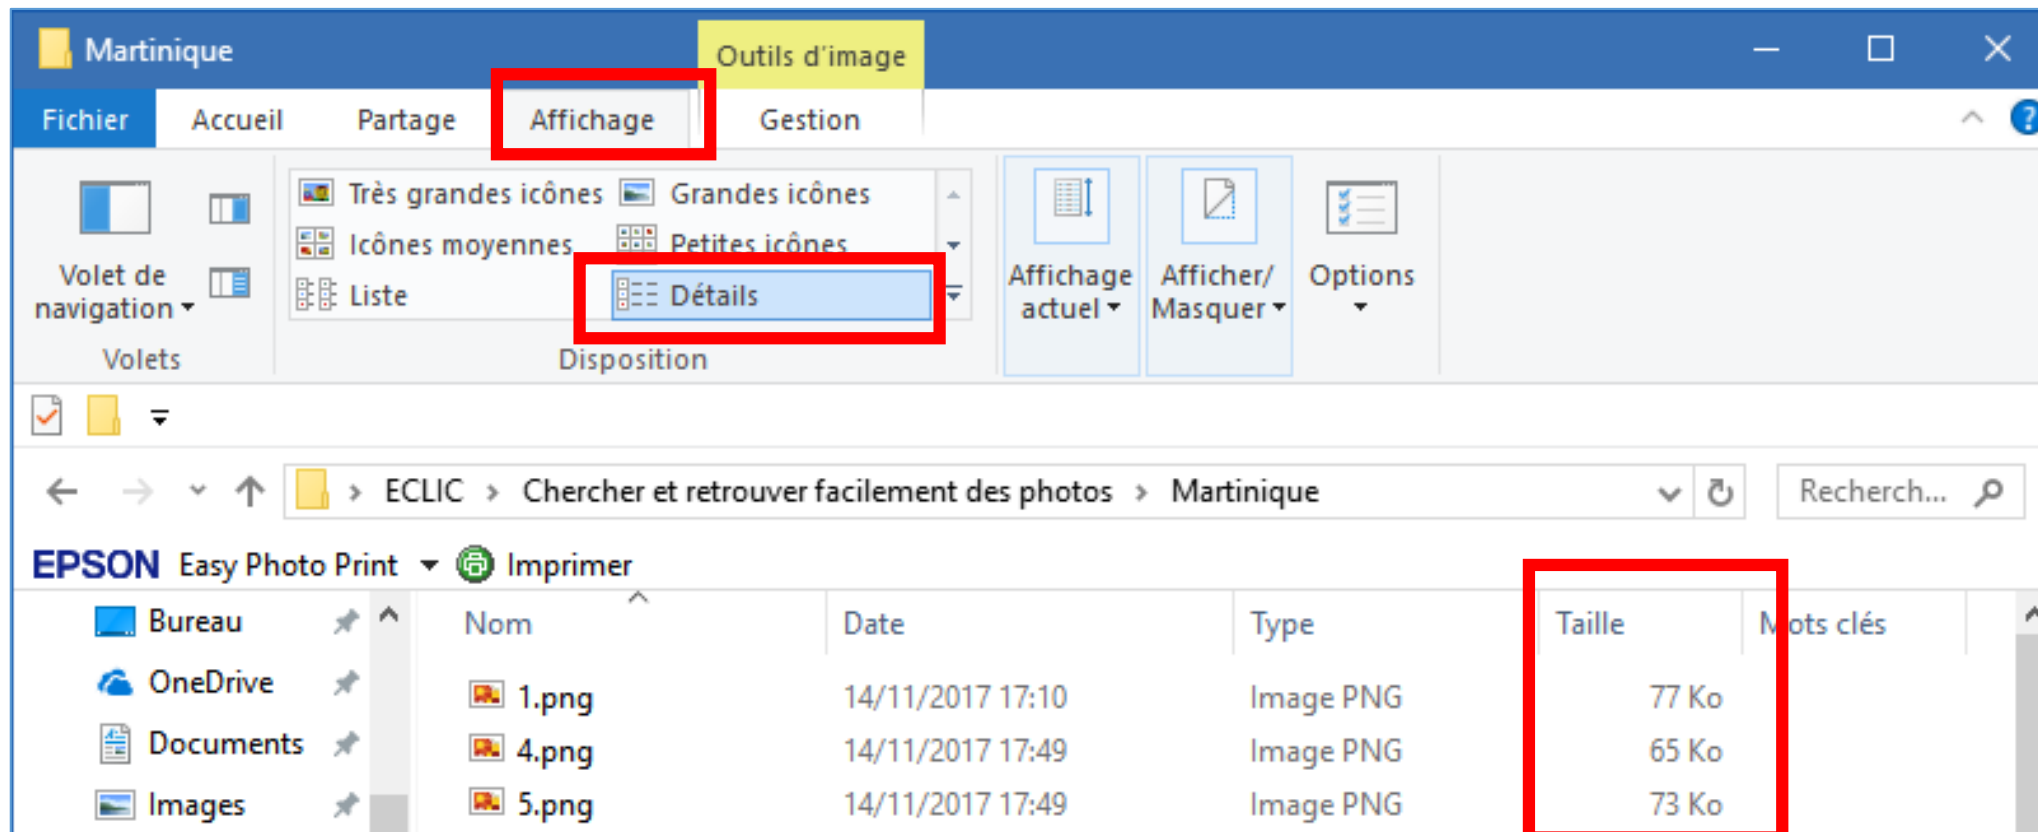 Martinique
Outils d'image
Fichier Accueil Partage Affichage Gestion
Très grandes icônes Grandes icônes
Icônes moyennes Petites icônes
Liste Détails
Volet de navigation
Affichage actuel
Afficher/ Masquer
Options
Volets Disposition
ECLIC > Chercher et retrouver facilement des photos > Martinique
Recherch...
EPSON Easy Photo Print Imprimer
Bureau
OneDrive
Documents
Images
Nom Date Type Taille Mots clés
1.png 14/11/2017 17:10 Image PNG 77 Ko
4.png 14/11/2017 17:49 Image PNG 65 Ko
5.png 14/11/2017 17:49 Image PNG 73 Ko